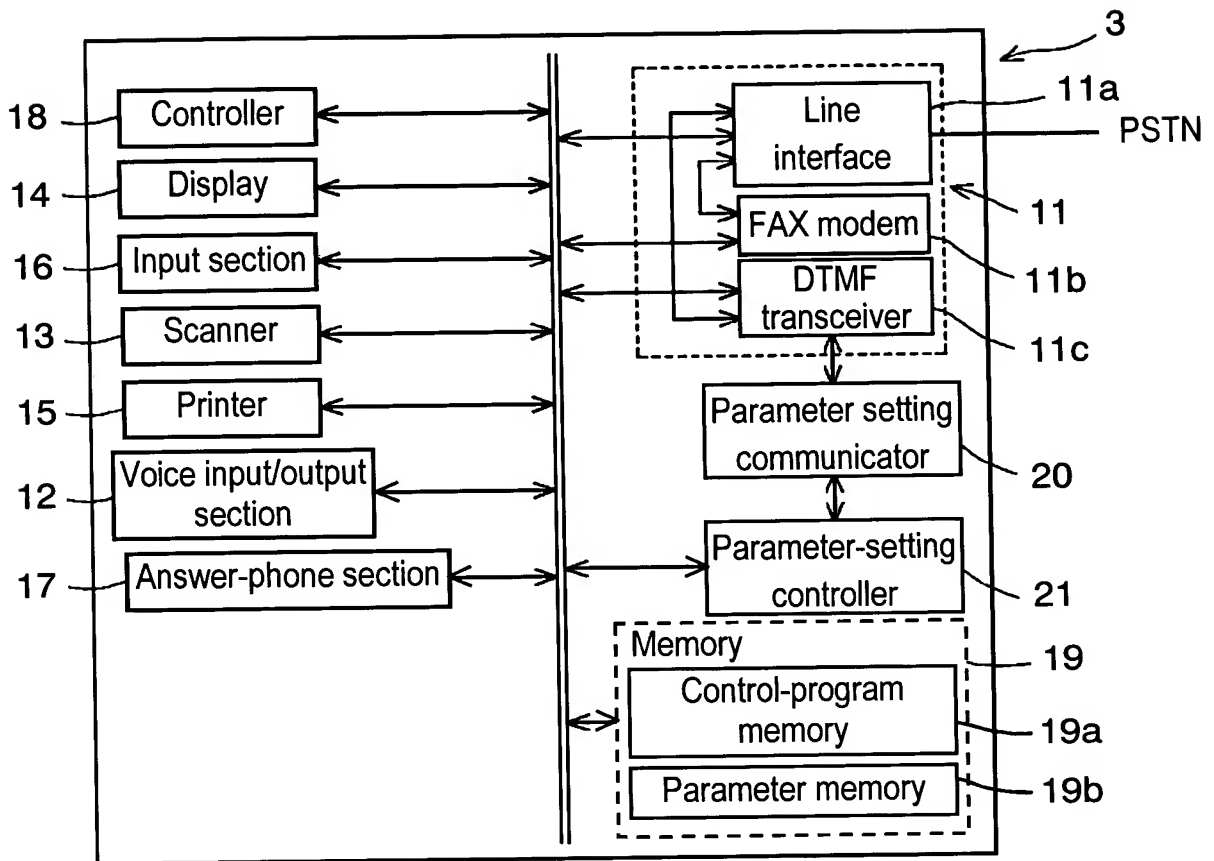 3
18
Controller
14
Display
16
Input section
13
Scanner
15
Printer
12
Voice input/output
section
17
Answer-phone section
Line
interface
11a
PSTN
11
FAX modem
11b
DTMF
transceiver
11c
Parameter setting
communicator
20
Parameter-setting
controller
21
Memory
19
Control-program
memory
19a
Parameter memory
19b